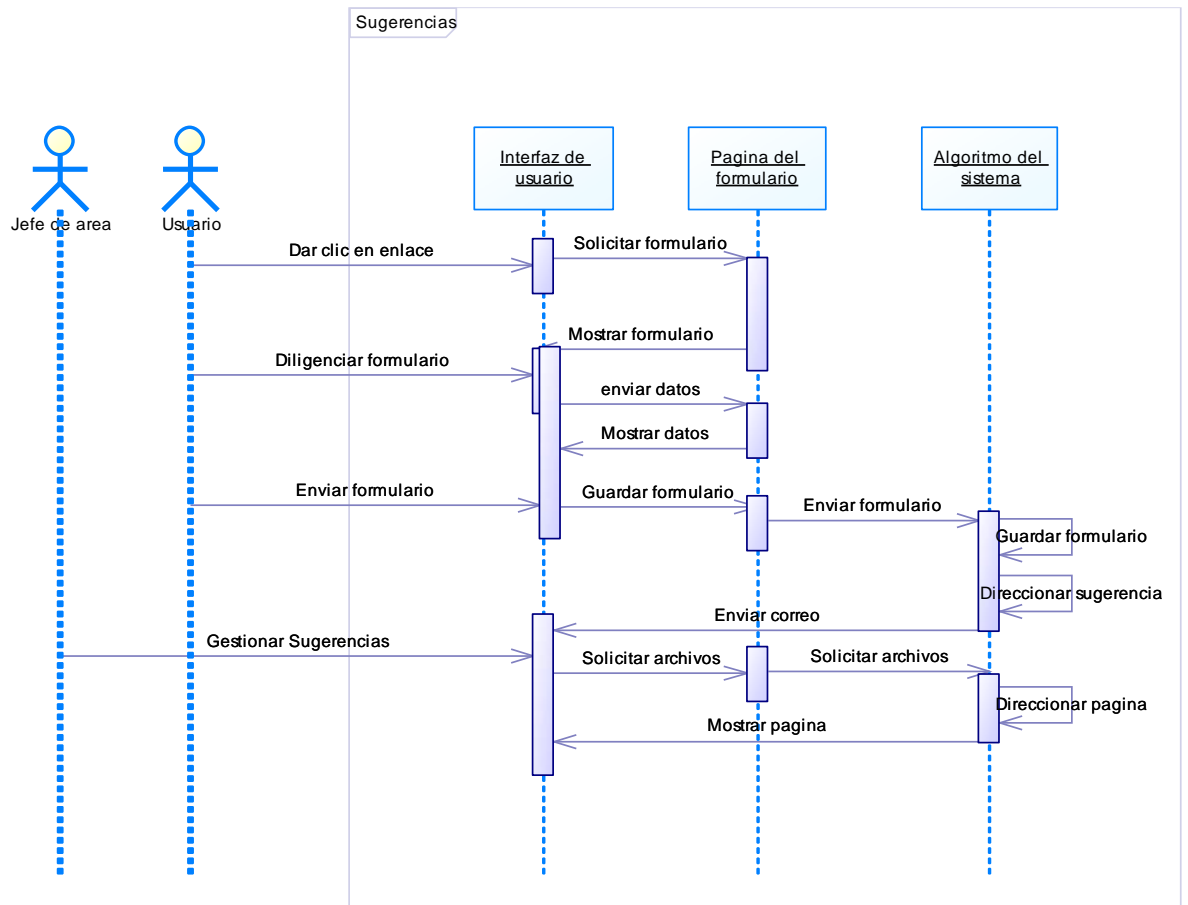 Sugerencias
Interfaz de
usuario
Pagina del
formulario
Algoritmo del
sistema
Jefe de area
Usuario
Solicitar formulario
Dar clic en enlace
Mostrar formulario
Diligenciar formulario
enviar datos
Mostrar datos
Enviar formulario
Guardar formulario
Enviar formulario
Guardar formulario
Direccionar sugerencia
Enviar correo
Gestionar Sugerencias
Solicitar archivos
Solicitar archivos
Direccionar pagina
Mostrar pagina